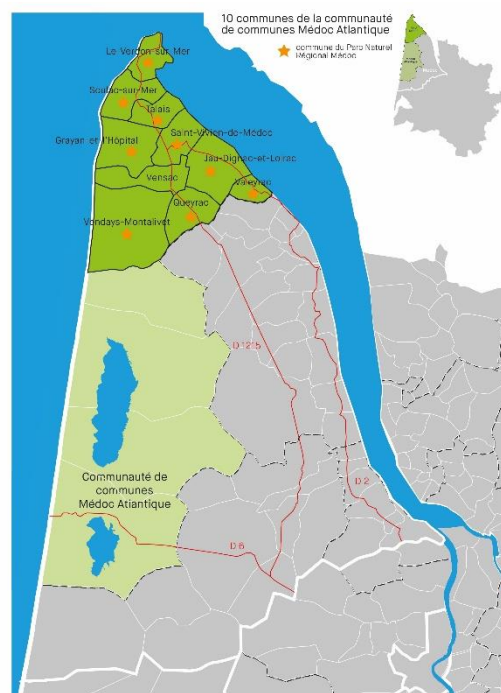 10 communes de la communauté
de communes Médoc Atlantique
commune du Parc Naturel
Régional Médoc
Le Verdon sur Mer
Soulac-sur-Mer
Talais
Grayan et l'Hôpital
Saint-Vivien-de-Médoc
Jau-Dignac-et-Loirac
Vensac
Valeyrac
Queyrac
Vendays-Montalivet
D 1215
Communauté de
communes
Médoc Atlantique
D 2
D 6